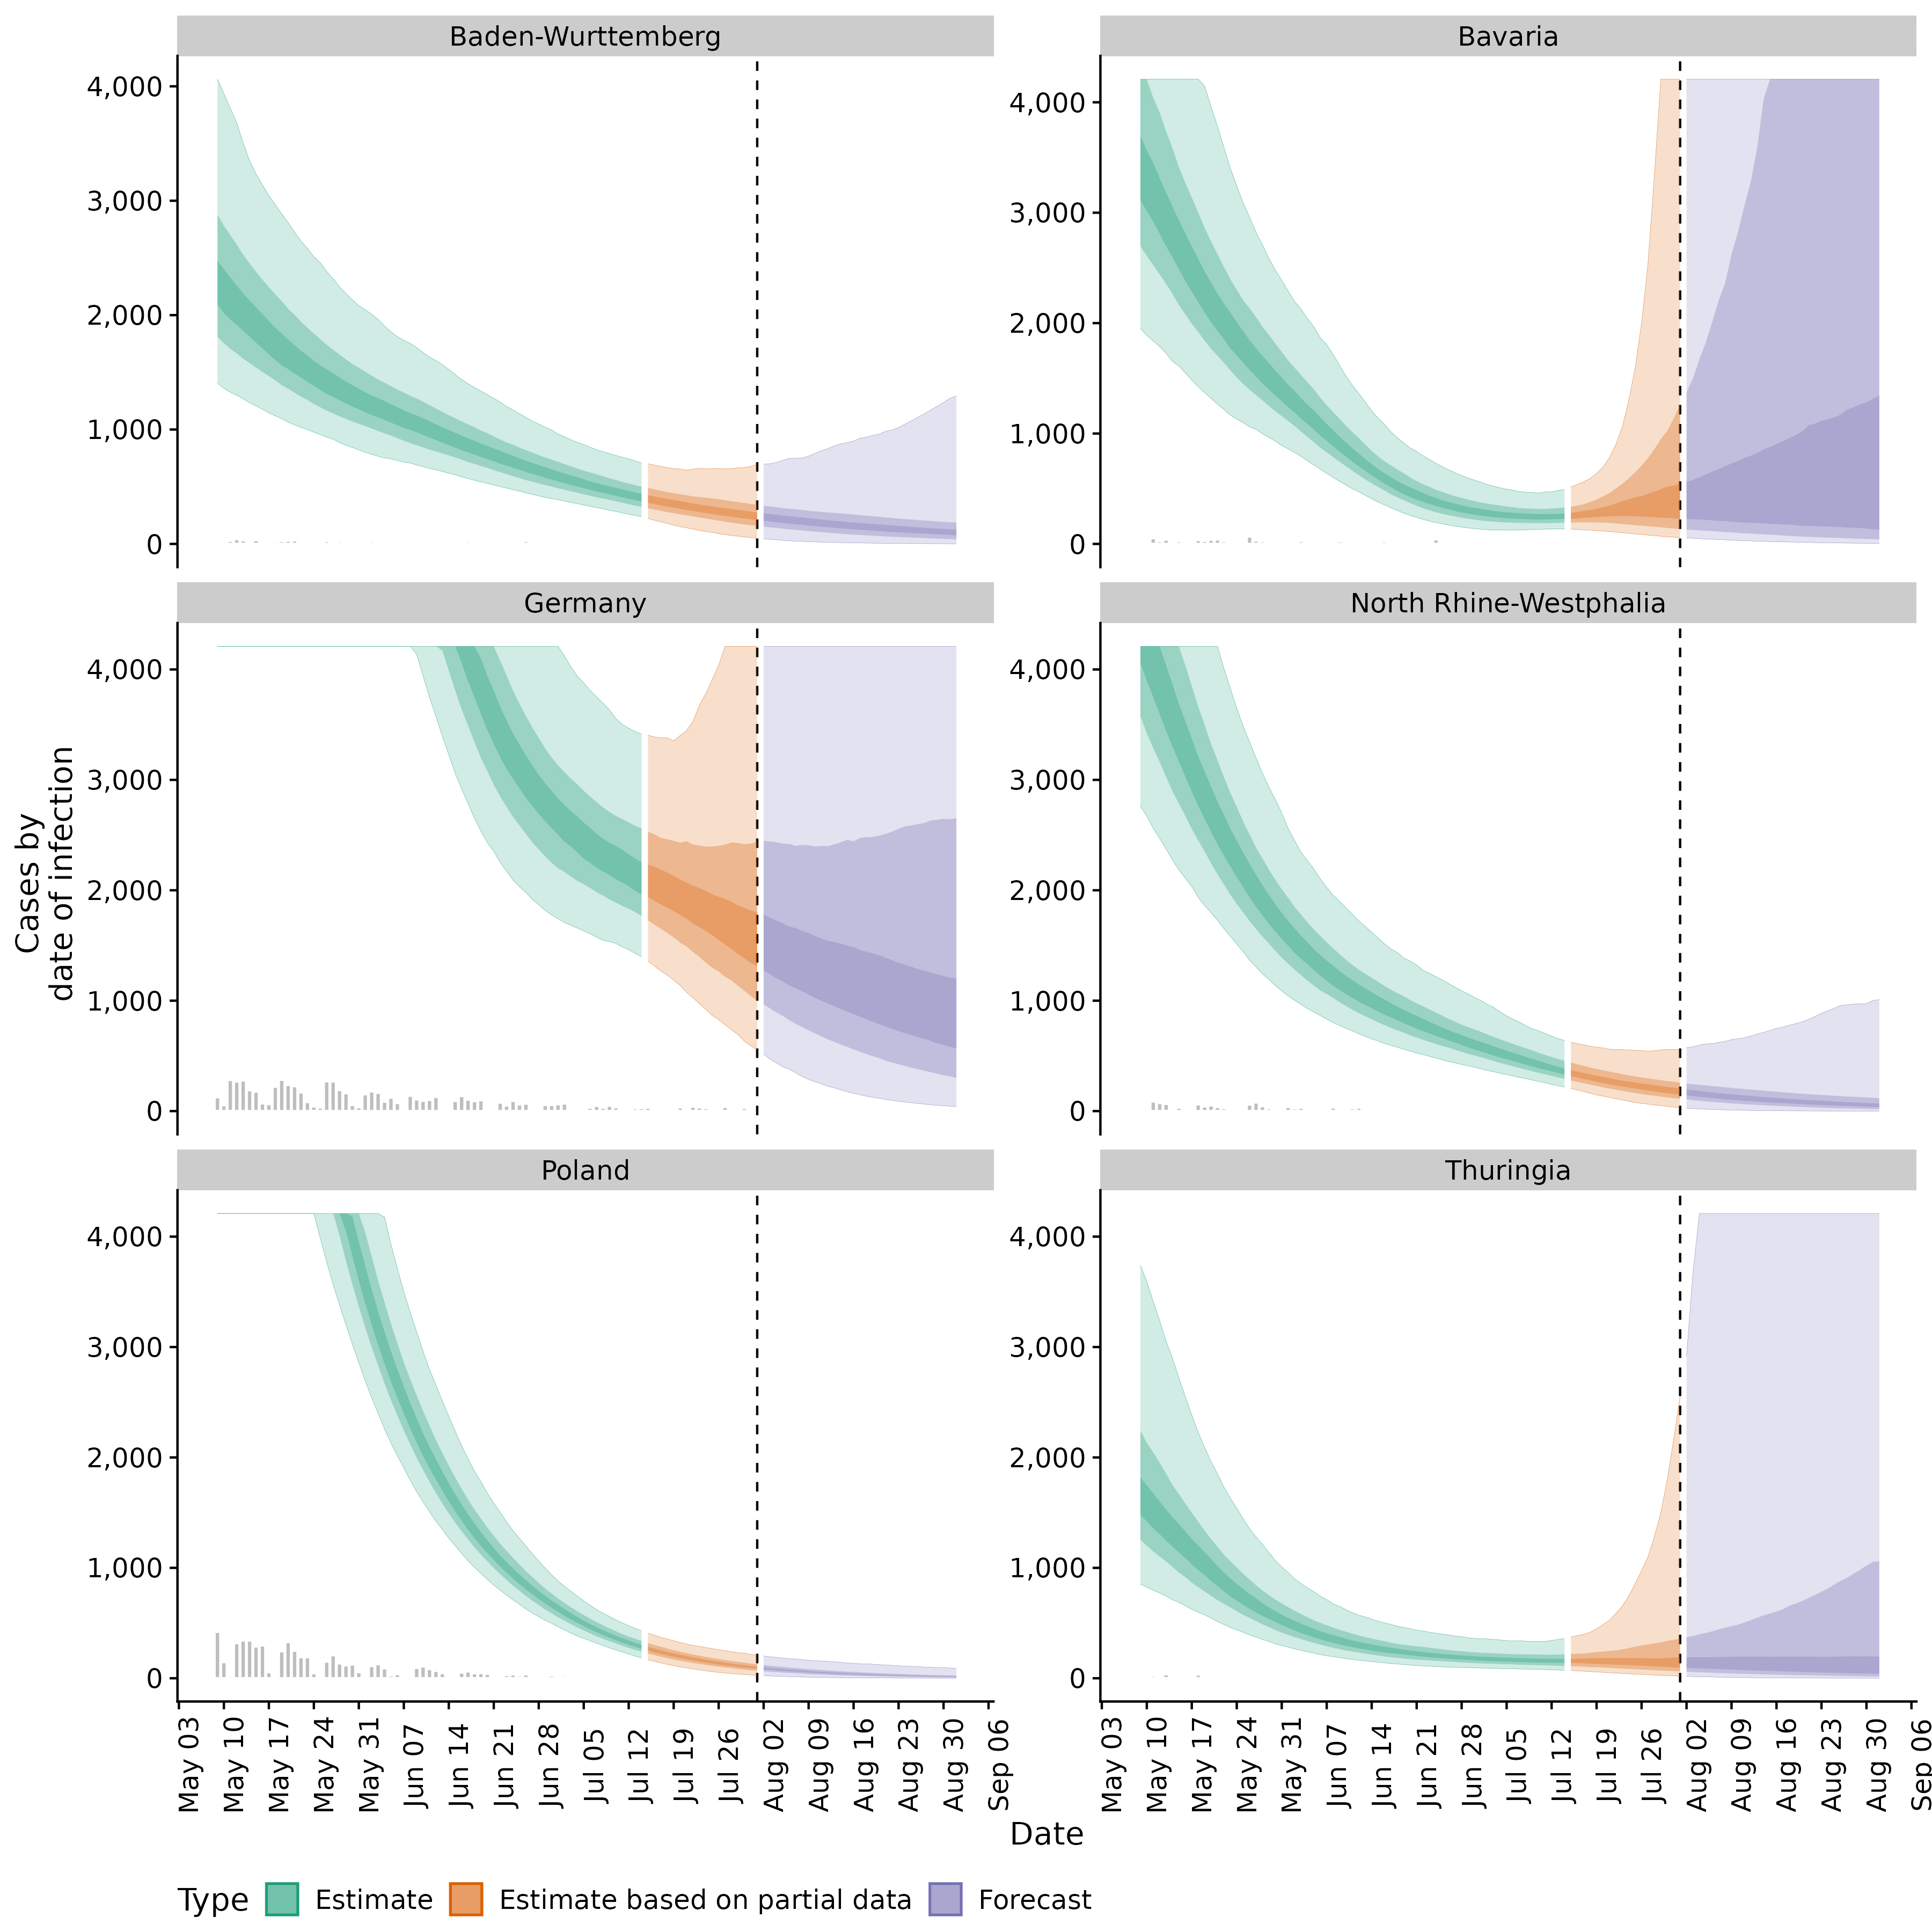 Baden-Wurttemberg
Bavaria
4,000
3,000
2,000
1,000
0
4,000
3,000
2,000
1,000
0
Germany
North Rhine-Westphalia
4,000
3,000
2,000
1,000
0
4,000
3,000
2,000
1,000
0
Cases by
date of infection
Poland
Thuringia
4,000
3,000
2,000
1,000
0
4,000
3,000
2,000
1,000
0
May 03
May 10
May 17
May 24
May 31
Jun 07
Jun 14
Jun 21
Jun 28
Jul 05
Jul 12
Jul 19
Jul 26
Aug 02
Aug 09
Aug 16
Aug 23
Aug 30
Sep 06
May 03
May 10
May 17
May 24
May 31
Jun 07
Jun 14
Jun 21
Jun 28
Jul 05
Jul 12
Jul 19
Jul 26
Aug 02
Aug 09
Aug 16
Aug 23
Aug 30
Sep 06
Date
Type Estimate Estimate based on partial data Forecast